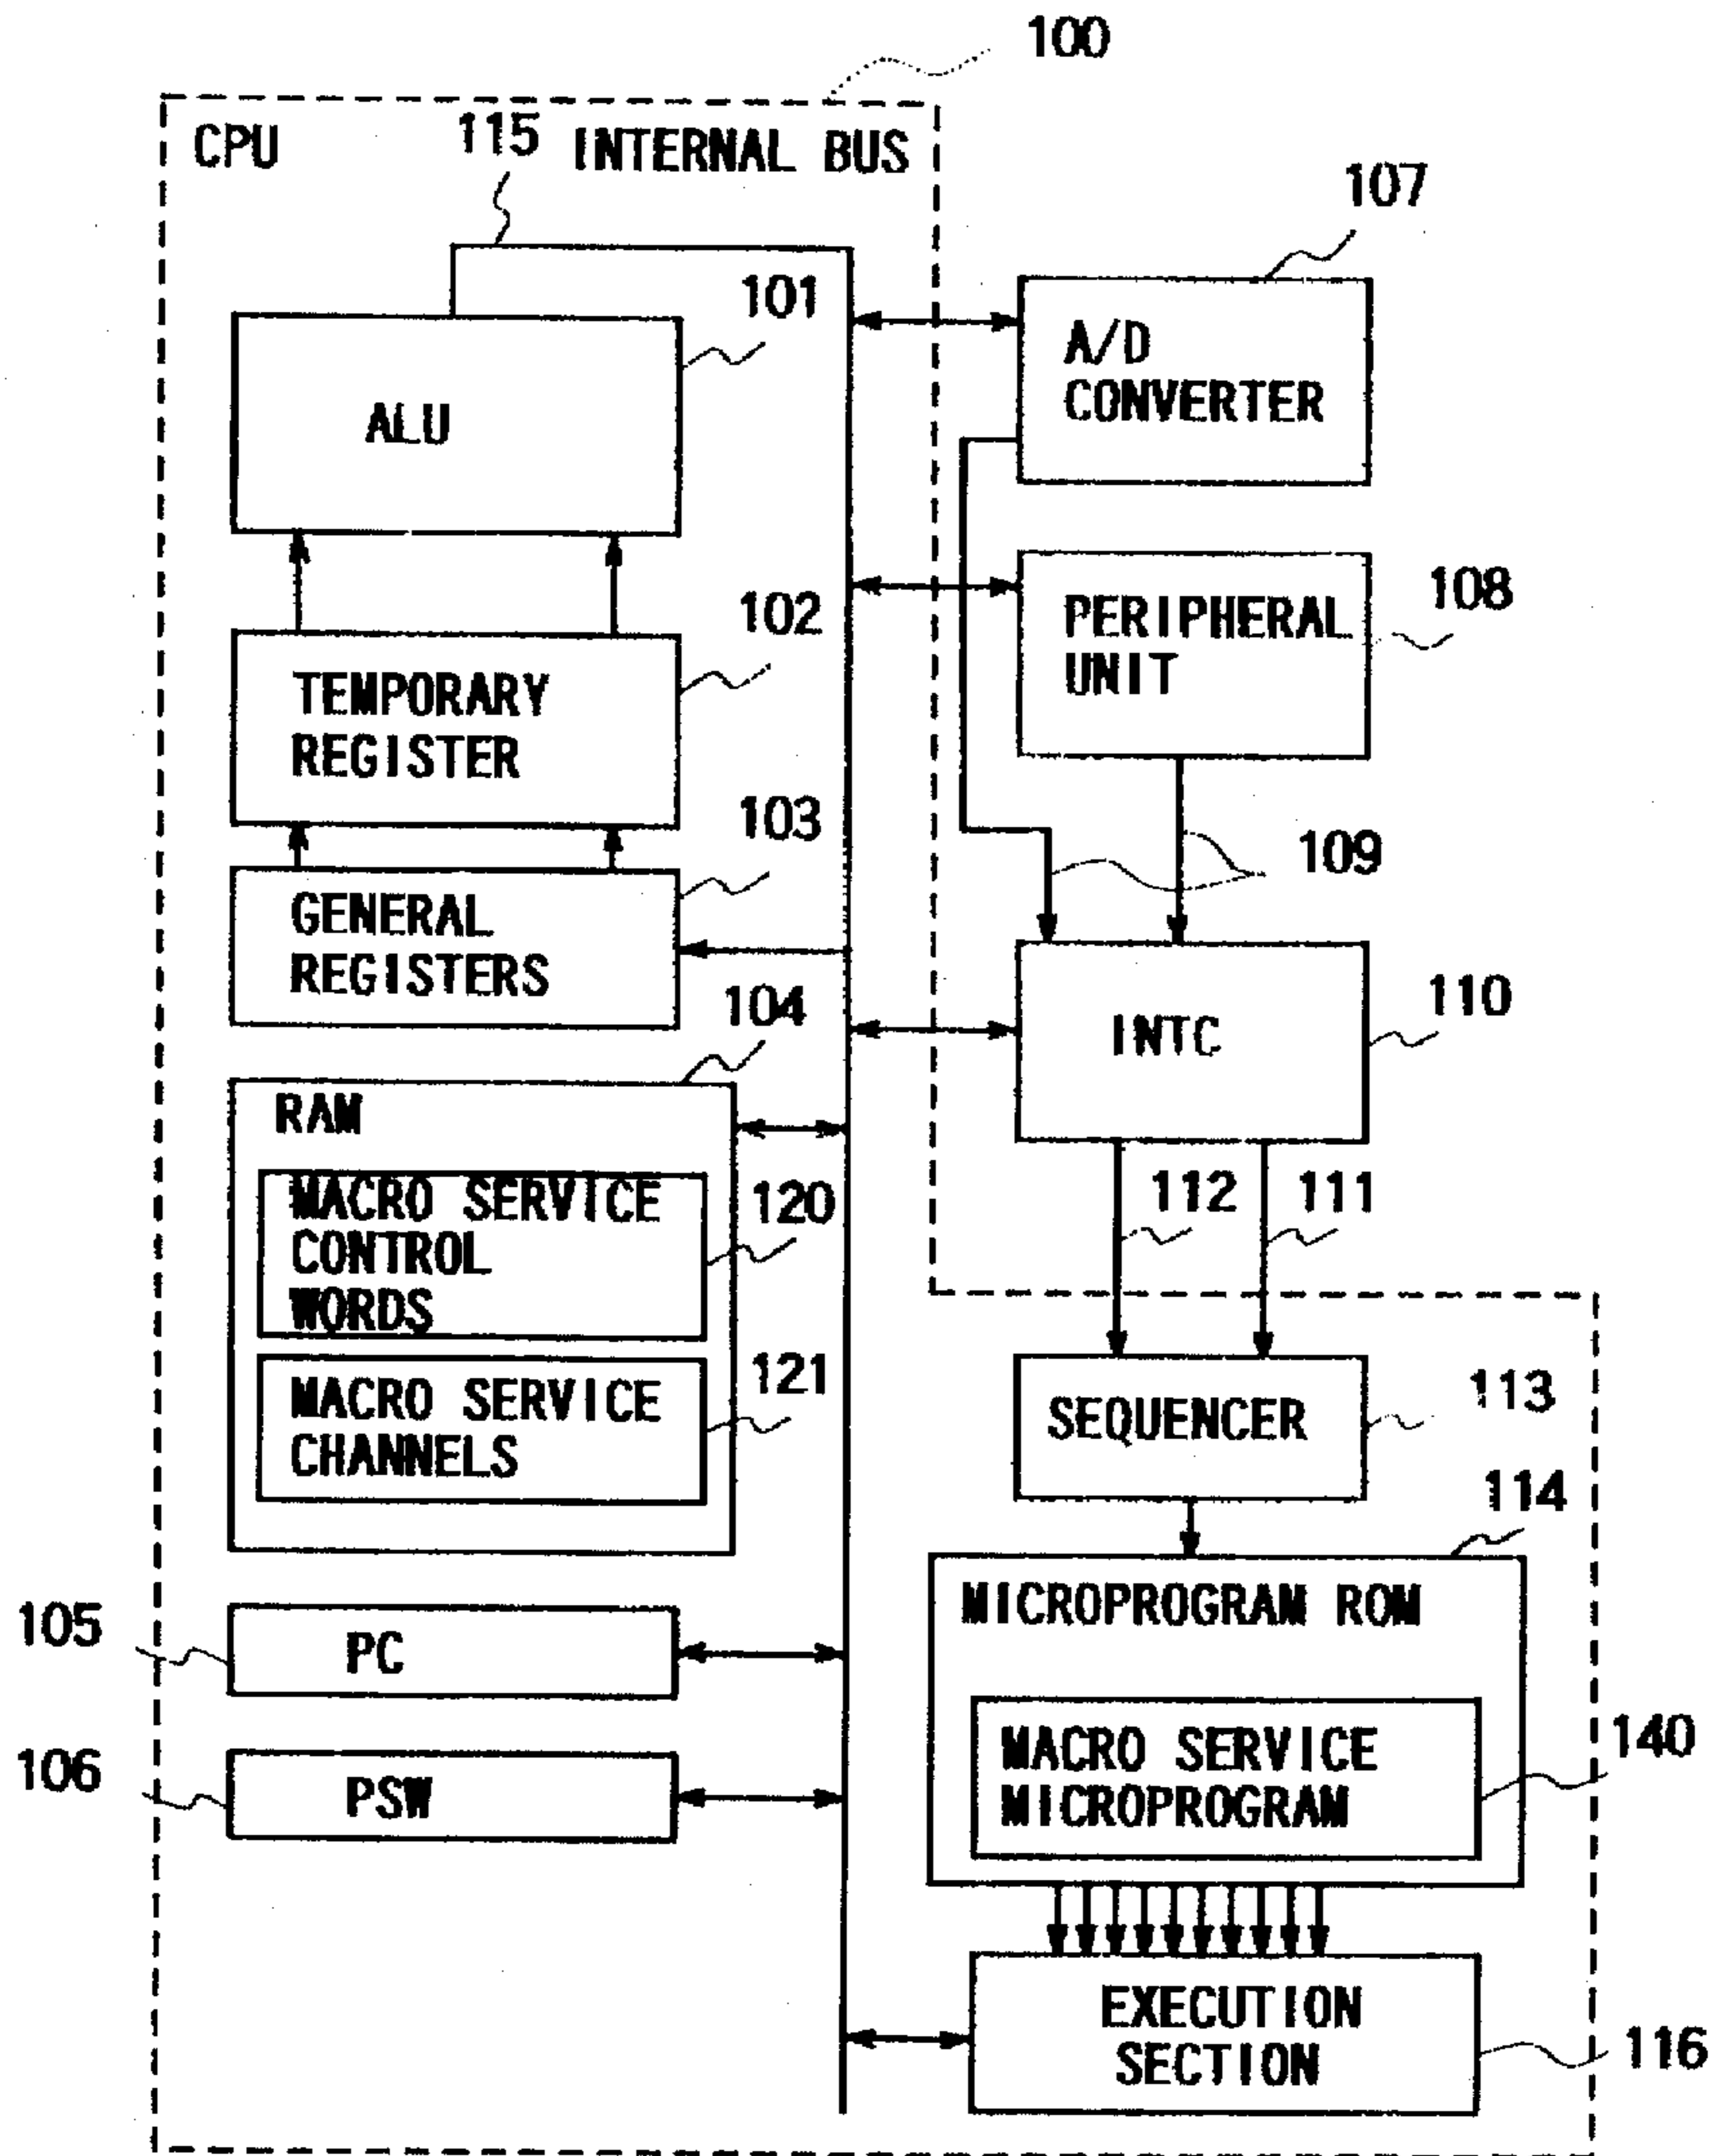 100
CPU
115
INTERNAL BUS
107
101
A/D
CONVERTER
ALU
108
102
PERIPHERAL
UNIT
TEMPORARY
REGISTER
103
109
GENERAL
REGISTERS
104
110
INTC
RAM
120
112
111
MACRO SERVICE
CONTROL
WORDS
121
113
MACRO SERVICE
CHANNELS
SEQUENCER
114
105
PC
MICROPROGRAM ROM
106
PSW
140
MACRO SERVICE
MICROPROGRAM
EXECUTION
SECTION
116